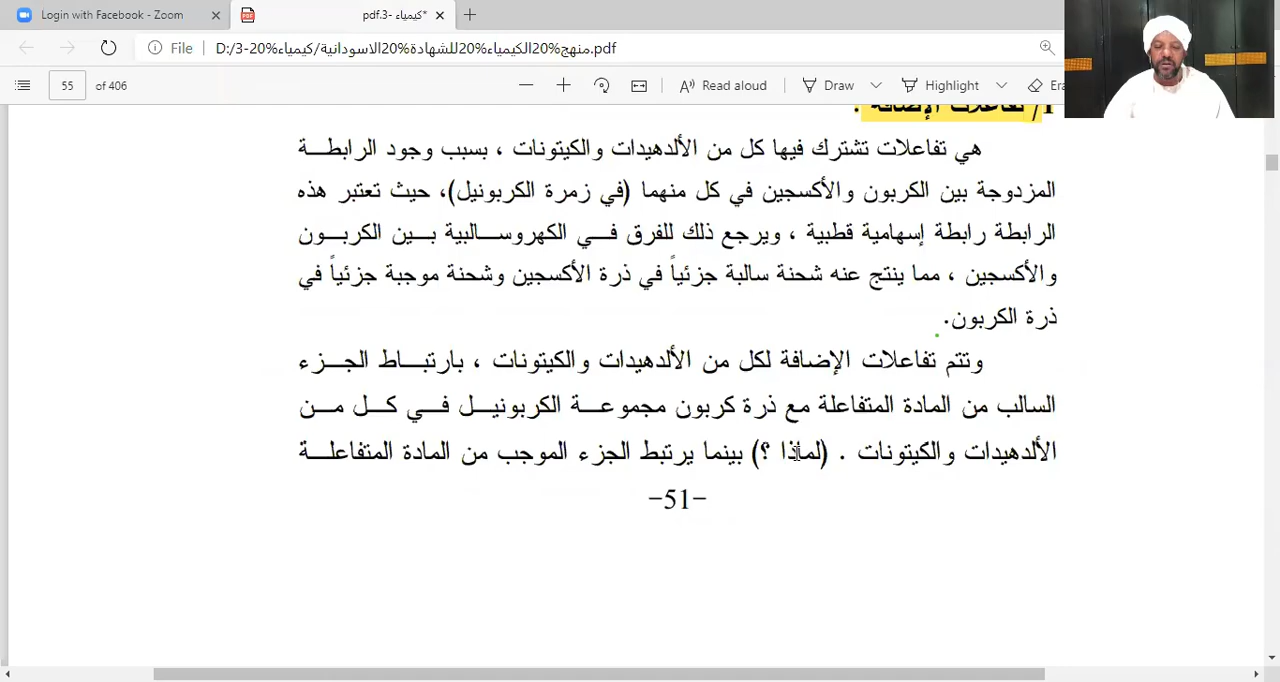 Login with Facebook - Zoom
كيمياء -3.pdf*
File
D:/3-20%كيمياء/منهج%20الكيمياء%20للشهادة%20الاسودانية.pdf
55 of 406
Read aloud
Draw
Highlight
1/ تفاعلات الإضافة :
هي تفاعلات تشترك فيها كل من الألدهيدات والكيتونات ، بسبب وجود الرابطة
المزدوجة بين الكربون والأكسجين في كل منهما (في زمرة الكربونيل)، حيث تعتبر هذه
الرابطة رابطة إسهامية قطبية ، ويرجع ذلك للفرق في الكهروسالبية بين الكربون
والأكسجين ، مما ينتج عنه شحنة سالبة جزئياً في ذرة الأكسجين وشحنة موجبة جزئياً في
ذرة الكربون.
وتتم تفاعلات الإضافة لكل من الألدهيدات والكيتونات ، بارتباط الجزء
السالب من المادة المتفاعلة مع ذرة كربون مجموعة الكربونيل في كل من
الألدهيدات والكيتونات . (لماذا ؟) بينما يرتبط الجزء الموجب من المادة المتفاعلة
-51-